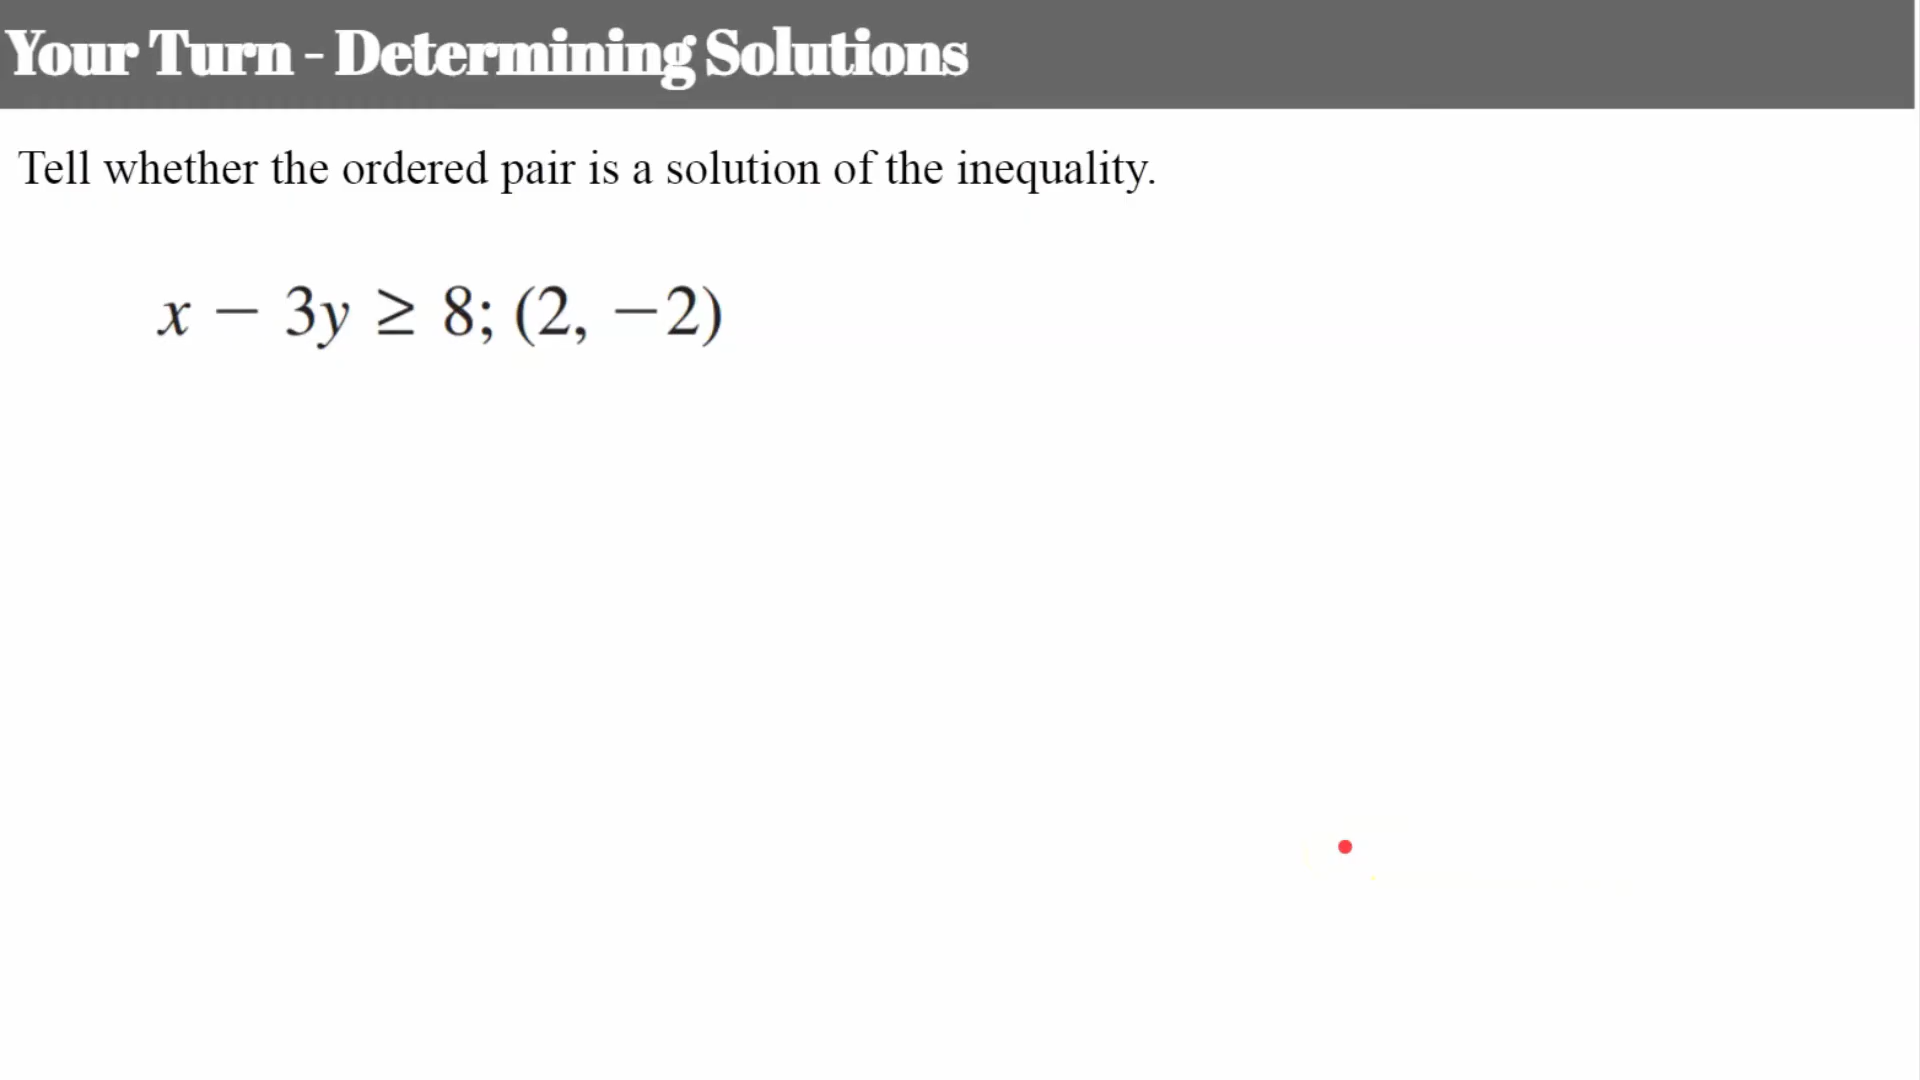 Your Turn - Determining Solutions
Tell whether the ordered pair is a solution of the inequality.
x − 3y ≥ 8; (2, −2)